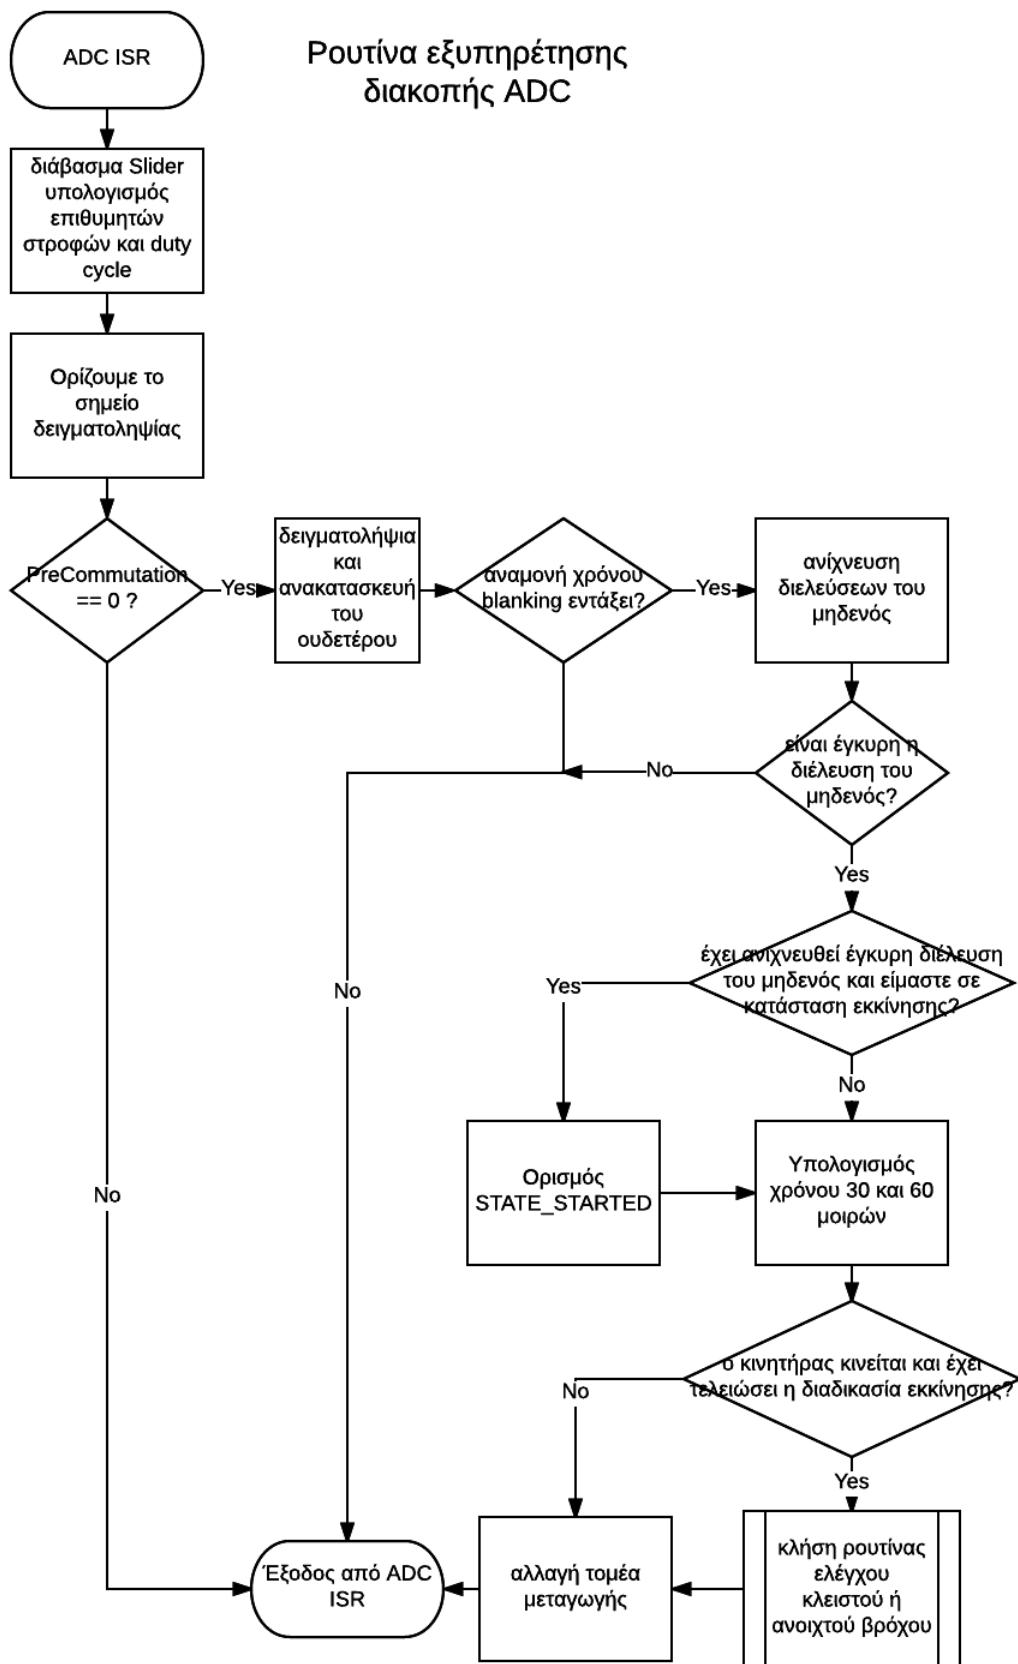 ADC ISR
Ρουτίνα εξυπηρέτησης
διακοπής ADC
διάβασμα Slider
υπολογισμός
επιθυμητών
στροφών και duty
cycle
Ορίζουμε το
σημείο
δειγματοληψίας
PreCommutation
== 0 ?
Yes
δειγματολήψια
και
ανακατασκευή
του
ουδετέρου
αναμονή χρόνου
blanking εντάξει?
Yes
ανίχνευση
διελεύσεων του
μηδενός
είναι έγκυρη η
διέλευση του
μηδενός?
No
Yes
έχει ανιχνευθεί έγκυρη διέλευση
του μηδενός και είμαστε σε
κατάσταση εκκίνησης?
Yes
No
No
No
Ορισμός
STATE_STARTED
Υπολογισμός
χρόνου 30 και 60
μοιρών
ο κινητήρας κινείται και έχει
τελειώσει η διαδικασία εκκίνησης?
No
Yes
κλήση ρουτίνας
ελέγχου
κλειστού ή
ανοιχτού βρόχου
αλλαγή τομέα
μεταγωγής
Έξοδος από ADC
ISR